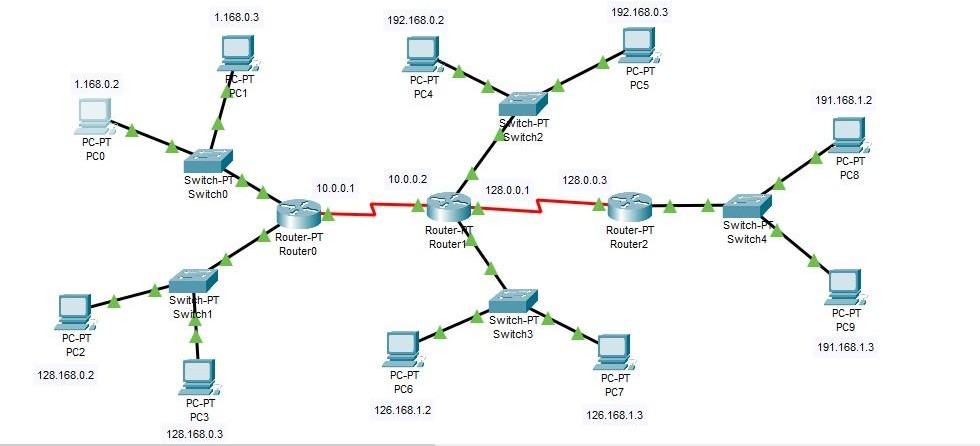 1.168.0.3
PC-PT
PC1
1.168.0.2
PC-PT
PC0
Switch-PT
Switch0
192.168.0.2
PC-PT
PC4
192.168.0.3
PC-PT
PC5
Switch-PT
Switch2
191.168.1.2
PC-PT
PC8
10.0.0.1
10.0.0.2
128.0.0.1
128.0.0.3
Router-PT
Router0
Router-PT
Router1
Router-PT
Router2
Switch-PT
Switch4
Switch-PT
Switch1
PC-PT
PC2
128.168.0.2
PC-PT
PC3
128.168.0.3
Switch-PT
Switch3
PC-PT
PC6
126.168.1.2
PC-PT
PC7
126.168.1.3
PC-PT
PC9
191.168.1.3